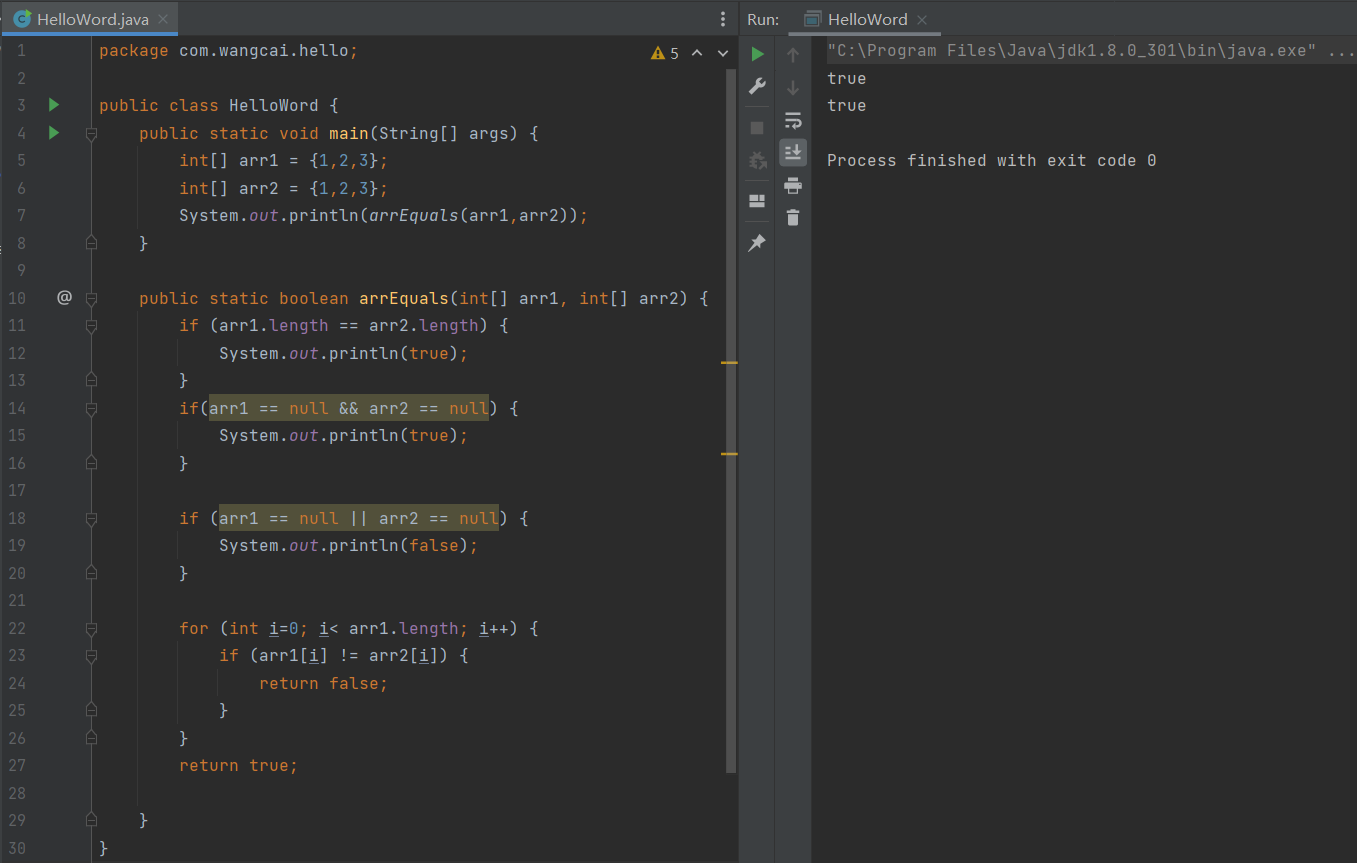 HelloWord.java
5
1 package com.wangcai.hello;
2
3 public class HelloWord {
4     public static void main(String[] args) {
5         int[] arr1 = {1,2,3};
6         int[] arr2 = {1,2,3};
7         System.out.println(arrEquals(arr1,arr2));
8     }
9
10 @     public static boolean arrEquals(int[] arr1, int[] arr2) {
11         if (arr1.length == arr2.length) {
12             System.out.println(true);
13         }
14         if(arr1 == null && arr2 == null) {
15             System.out.println(true);
16         }
17
18         if (arr1 == null || arr2 == null) {
19             System.out.println(false);
20         }
21
22         for (int i=0; i< arr1.length; i++) {
23             if (arr1[i] != arr2[i]) {
24                 return false;
25             }
26         }
27         return true;
28
29     }
30 }
Run: HelloWord
"C:\Program Files\Java\jdk1.8.0_301\bin\java.exe" ...
true
true
Process finished with exit code 0